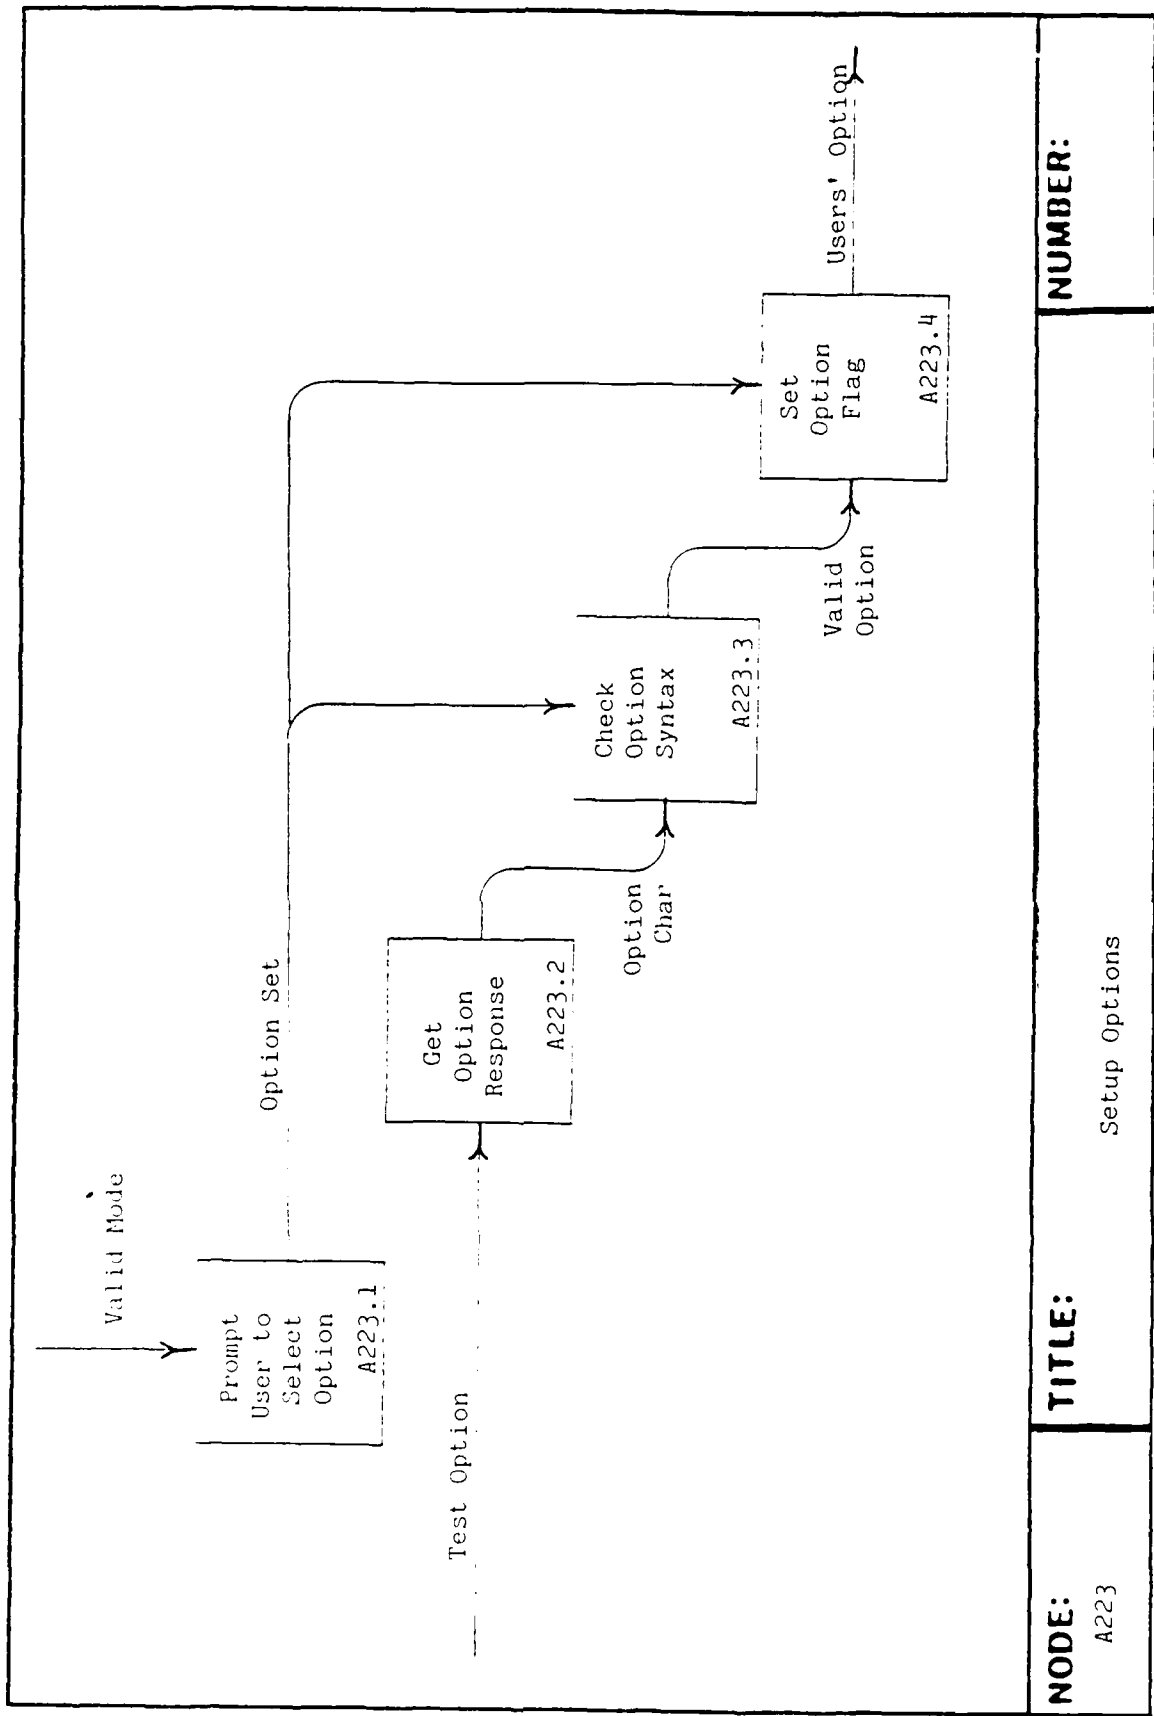 Valid Mode
Prompt
User to
Select
Option
A223.1
Option Set
Test Option
Get
Option
Response
A223.2
Option
Char
Check
Option
Syntax
A223.3
Valid
Option
Set
Option
Flag
A223.4
Users' Option
NODE:
A223
TITLE:
Setup Options
NUMBER: